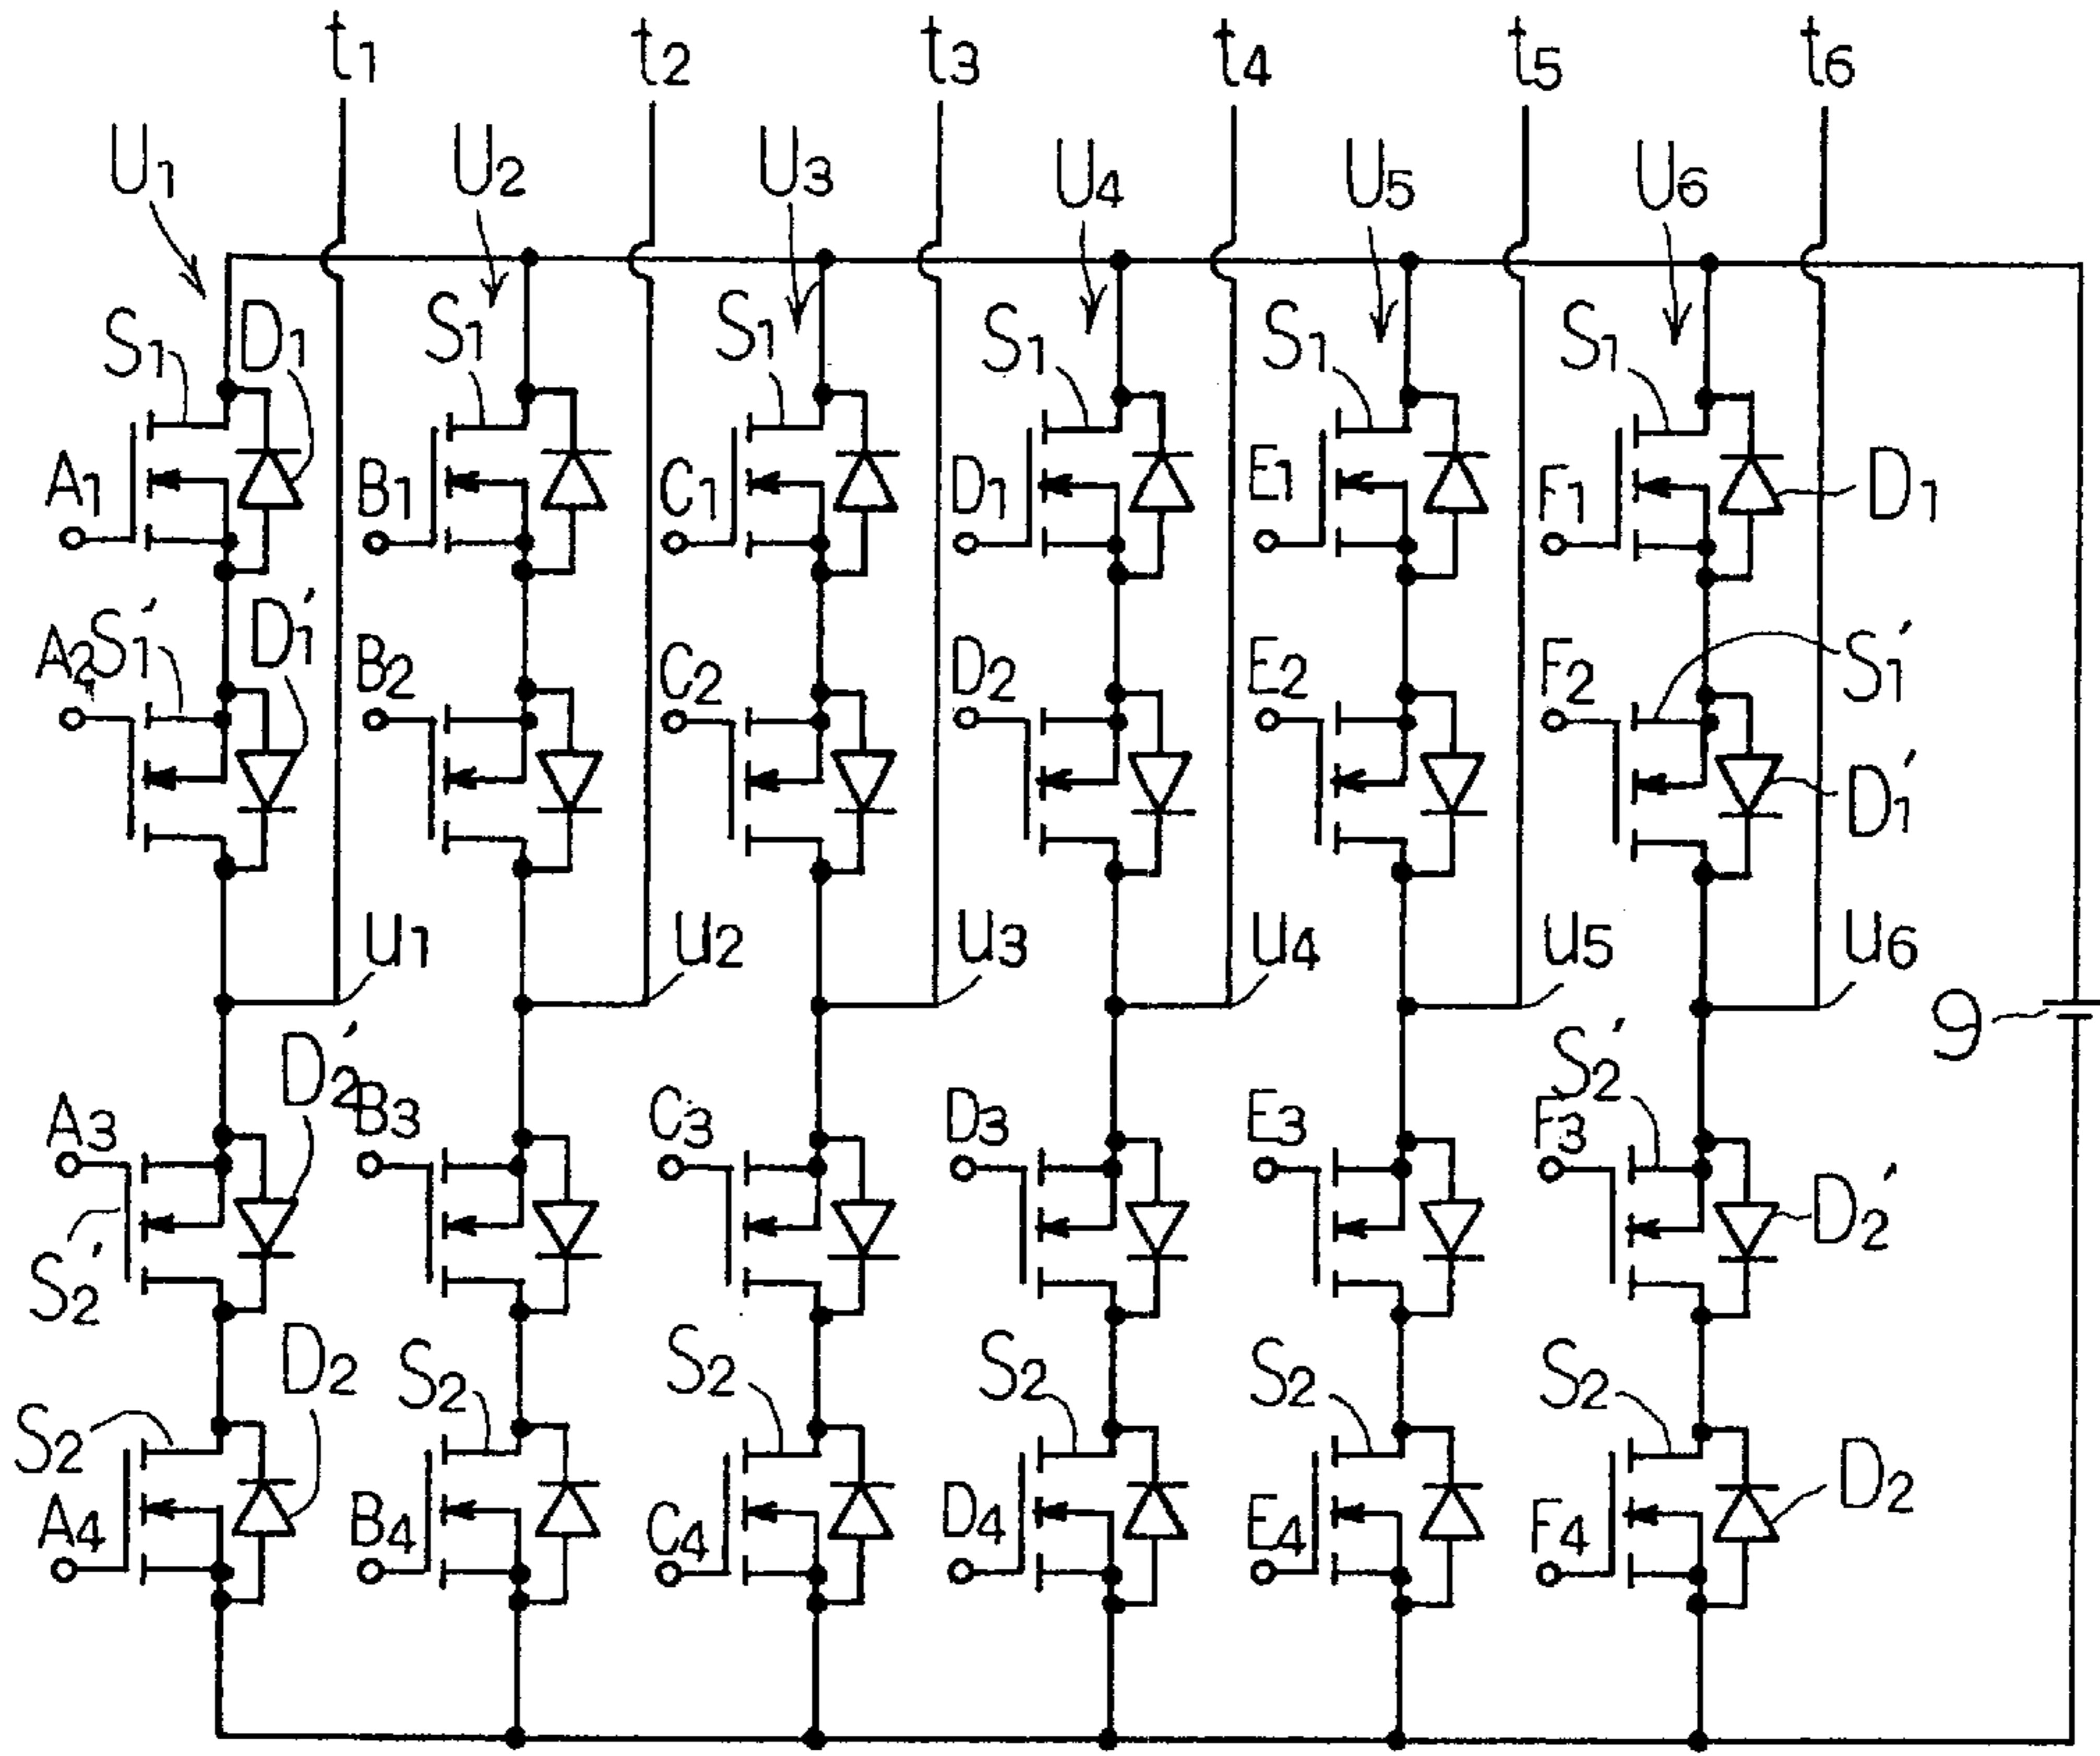 t1 t2 t3 t4 t5 t6
U1 U2 U3 U4 U5 U6
S1 D1 S1 S1 S1 S1 S1
A1 B1 C1 D1 E1 F1 D1
A2 S1' D1' B2 C2 D2 E2 F2 S1'
D1'
u1 u2 u3 u4 u5 u6
9
D2' S2'
A3 B3 C3 D3 E3 F3
S2' D2'
D2
S2 S2 S2 S2 S2 S2
D2
A4 B4 C4 D4 E4 F4